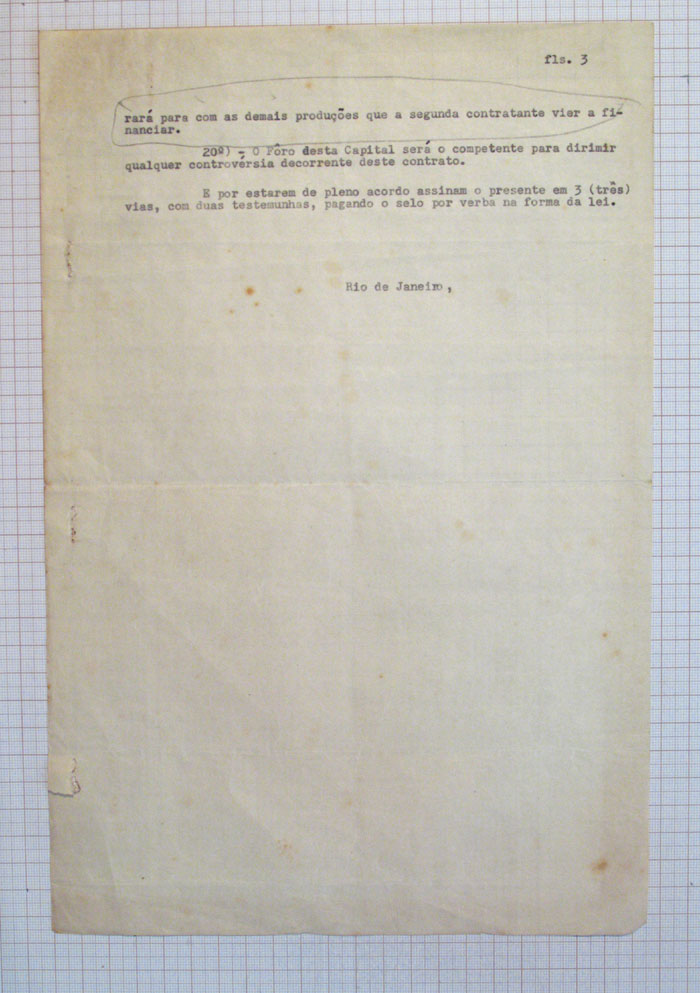 fls. 3
rará para com as demais produções que a segunda contratante vier a fi-
nanciar.
20º) - O Fôro desta Capital será o competente para dirimir
qualquer controvérsia decorrente deste contrato.
E por estarem de pleno acordo assinam o presente em 3 (três)
vias, com duas testemunhas, pagando o selo por verba na forma da lei.
Rio de Janeiro,